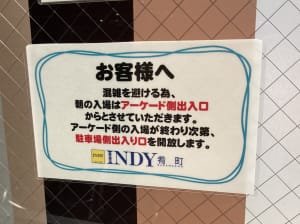 お客様へ
混雑を避ける為、
朝の入場はアーケード側出入口
からとさせていただきます。
アーケード側の入場が終わり次第、
駐車場側出入り口を開放します。
INDY 肴町